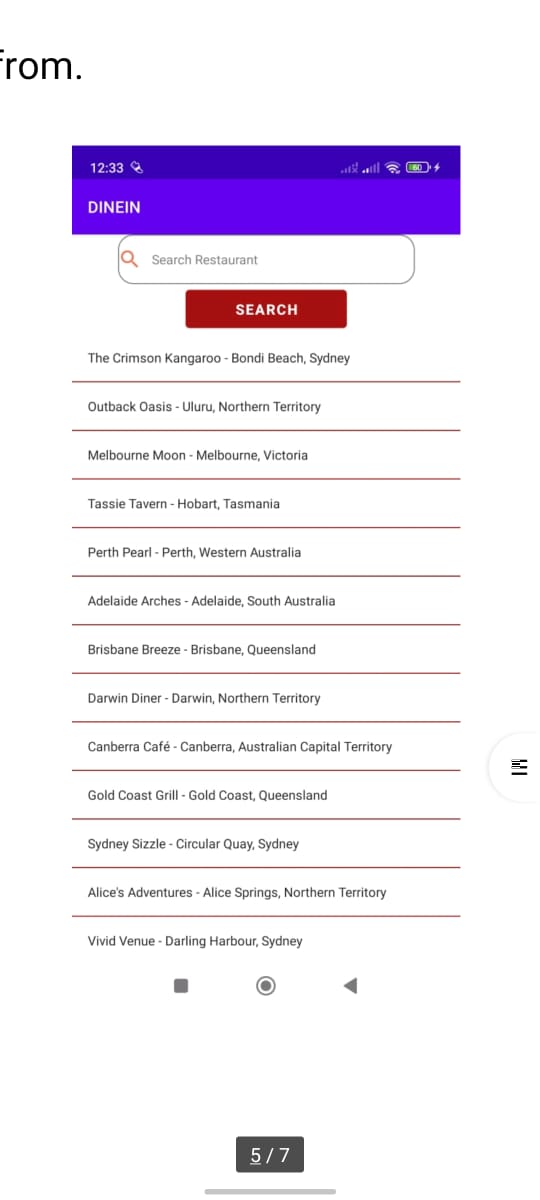 from.
12:33
60
DINEIN
Search Restaurant
SEARCH
The Crimson Kangaroo - Bondi Beach, Sydney
Outback Oasis - Uluru, Northern Territory
Melbourne Moon - Melbourne, Victoria
Tassie Tavern - Hobart, Tasmania
Perth Pearl - Perth, Western Australia
Adelaide Arches - Adelaide, South Australia
Brisbane Breeze - Brisbane, Queensland
Darwin Diner - Darwin, Northern Territory
Canberra Café - Canberra, Australian Capital Territory
Gold Coast Grill - Gold Coast, Queensland
Sydney Sizzle - Circular Quay, Sydney
Alice's Adventures - Alice Springs, Northern Territory
Vivid Venue - Darling Harbour, Sydney
5 / 7